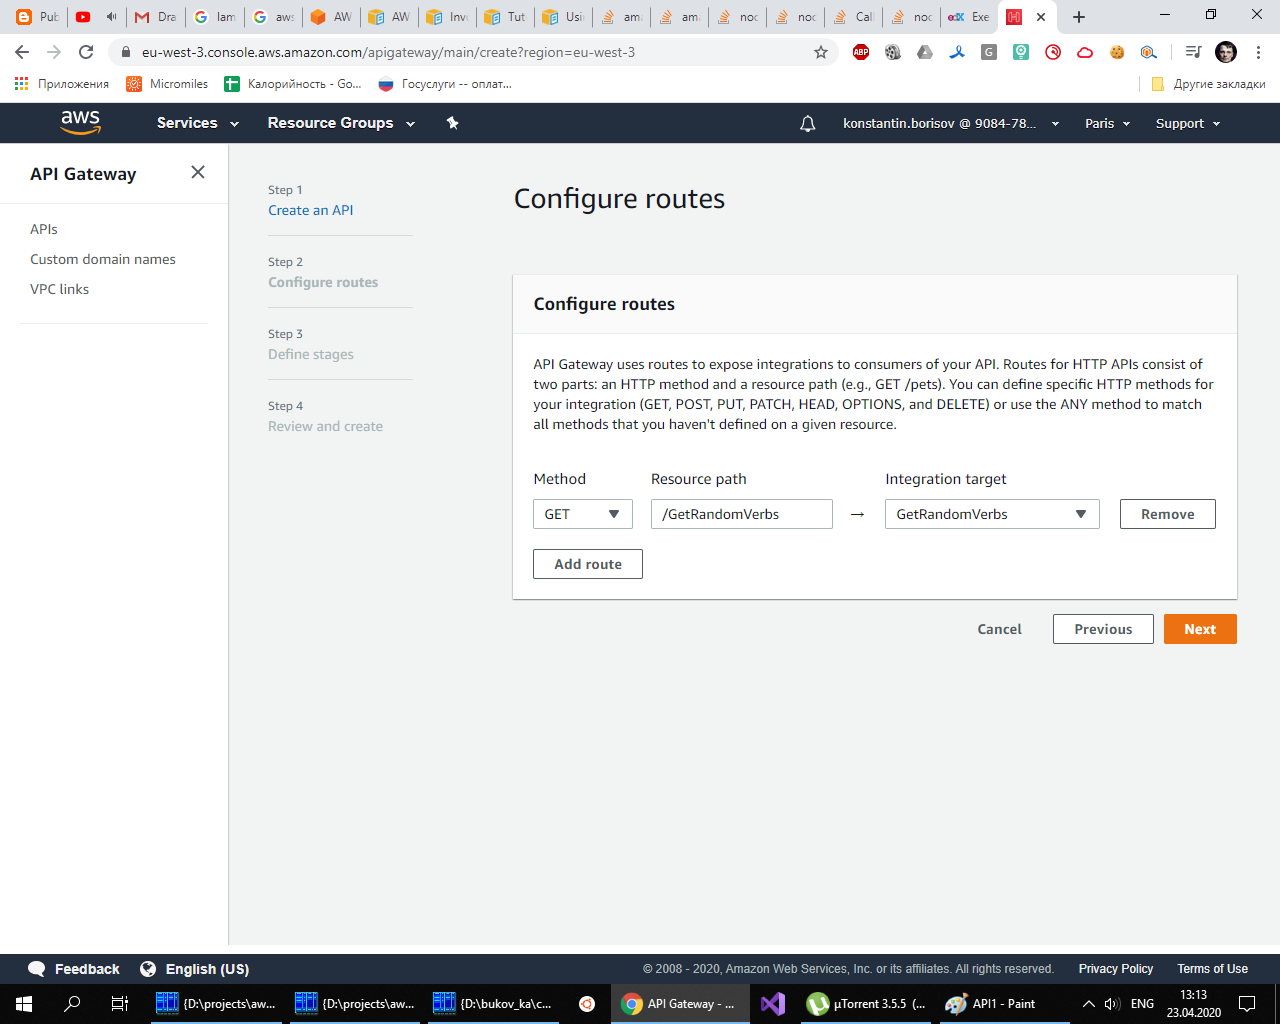 Pub
Dra
lam
aws
AW
AW
Invo
Tut
Usi
ama
ama
nod
nod
Call
nod
edX
Exe
eu-west-3.console.aws.amazon.com/apigateway/main/create?region=eu-west-3
ABP
G
Приложения
Micromiles
Калорийность - Go...
Госуслуги -- оплат...
Другие закладки
aws
Services
Resource Groups
konstantin.borisov @ 9084-78...
Paris
Support
API Gateway
APIs
Custom domain names
VPC links
Step 1
Create an API
Step 2
Configure routes
Step 3
Define stages
Step 4
Review and create
Configure routes
Configure routes
API Gateway uses routes to expose integrations to consumers of your API. Routes for HTTP APIs consist of
two parts: an HTTP method and a resource path (e.g., GET /pets). You can define specific HTTP methods for
your integration (GET, POST, PUT, PATCH, HEAD, OPTIONS, and DELETE) or use the ANY method to match
all methods that you haven't defined on a given resource.
Method
Resource path
Integration target
GET
/GetRandomVerbs
→
GetRandomVerbs
Remove
Add route
Cancel
Previous
Next
Feedback
English (US)
© 2008 - 2020, Amazon Web Services, Inc. or its affiliates. All rights reserved.
Privacy Policy
Terms of Use
{D:\projects\aw...
{D:\projects\aw...
{D:\bukov_ka\c...
API Gateway - ...
µTorrent 3.5.5 (...
API1 - Paint
ENG
13:13
23.04.2020